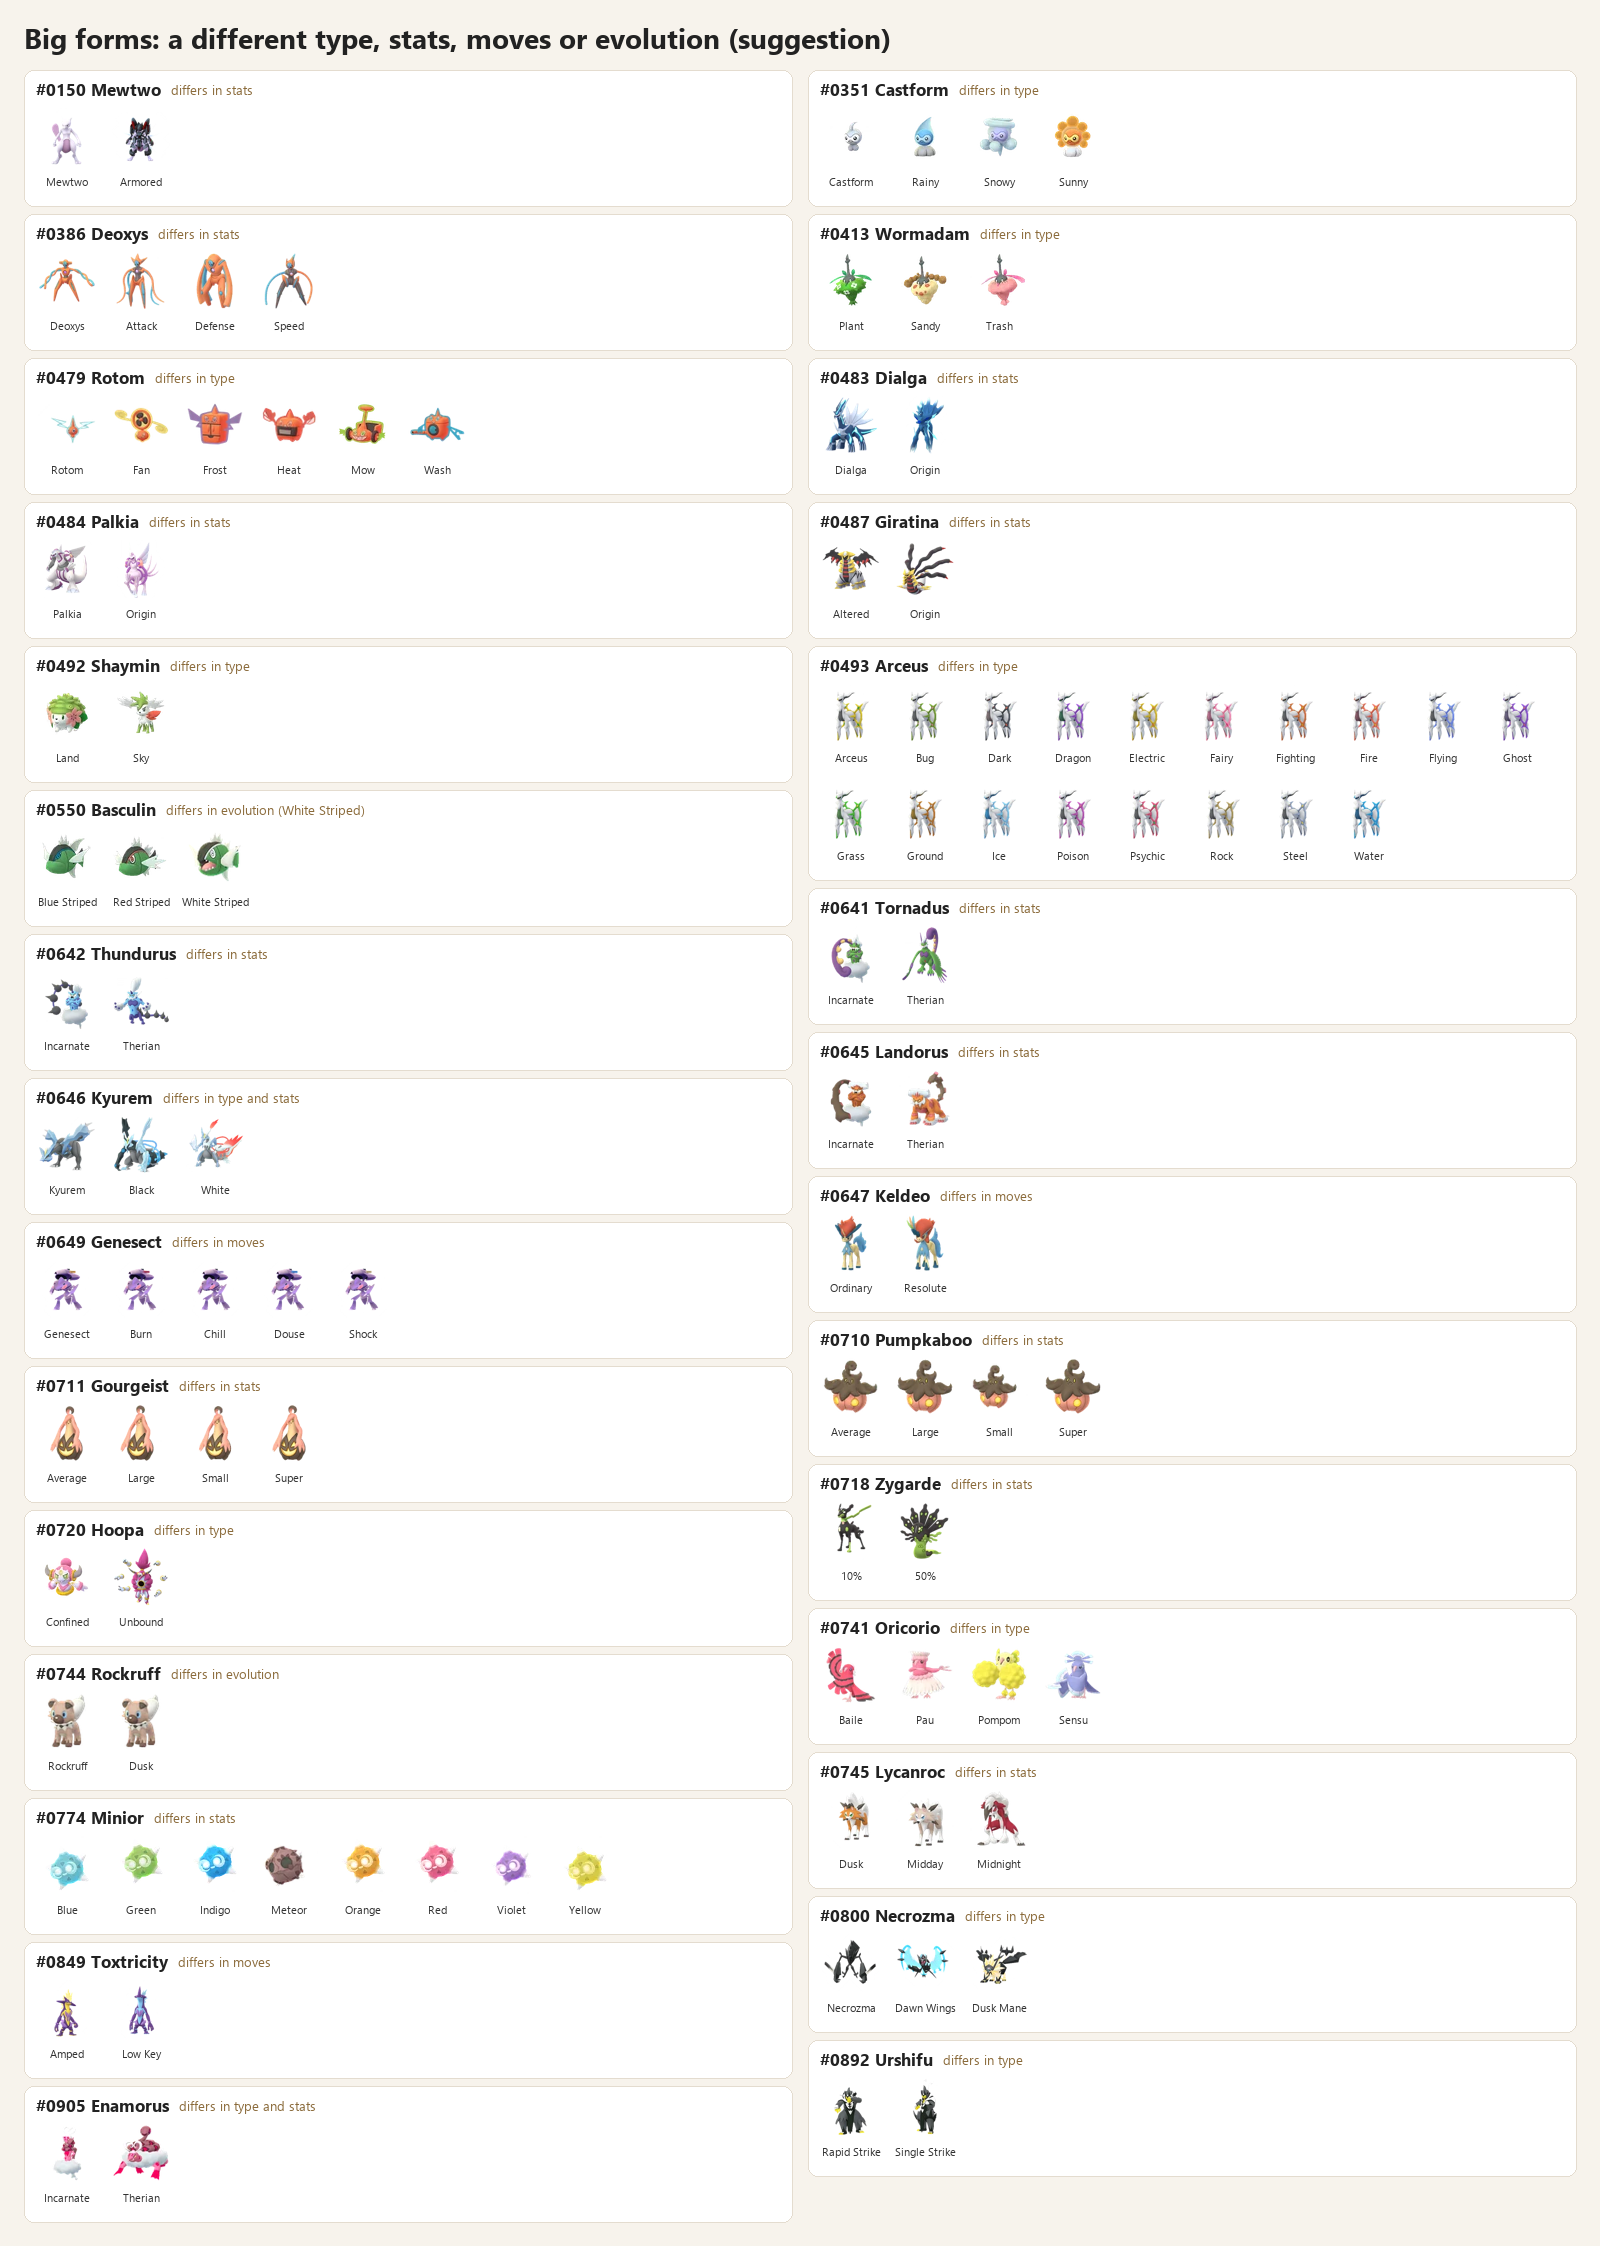 Big forms: a different type, stats, moves or evolution (suggestion)
#0150 Mewtwo differs in stats
Mewtwo Armored
#0386 Deoxys differs in stats
Deoxys Attack Defense Speed
#0479 Rotom differs in type
Rotom Fan Frost Heat Mow Wash
#0484 Palkia differs in stats
Palkia Origin
#0492 Shaymin differs in type
Land Sky
#0550 Basculin differs in evolution (White Striped)
Blue Striped Red Striped White Striped
#0642 Thundurus differs in stats
Incarnate Therian
#0646 Kyurem differs in type and stats
Kyurem Black White
#0649 Genesect differs in moves
Genesect Burn Chill Douse Shock
#0711 Gourgeist differs in stats
Average Large Small Super
#0720 Hoopa differs in type
Confined Unbound
#0744 Rockruff differs in evolution
Rockruff Dusk
#0774 Minior differs in stats
Blue Green Indigo Meteor Orange Red Violet Yellow
#0849 Toxtricity differs in moves
Amped Low Key
#0905 Enamorus differs in type and stats
Incarnate Therian
#0351 Castform differs in type
Castform Rainy Snowy Sunny
#0413 Wormadam differs in type
Plant Sandy Trash
#0483 Dialga differs in stats
Dialga Origin
#0487 Giratina differs in stats
Altered Origin
#0493 Arceus differs in type
Arceus Bug Dark Dragon Electric Fairy Fighting Fire Flying Ghost
Grass Ground Ice Poison Psychic Rock Steel Water
#0641 Tornadus differs in stats
Incarnate Therian
#0645 Landorus differs in stats
Incarnate Therian
#0647 Keldeo differs in moves
Ordinary Resolute
#0710 Pumpkaboo differs in stats
Average Large Small Super
#0718 Zygarde differs in stats
10% 50%
#0741 Oricorio differs in type
Baile Pau Pompom Sensu
#0745 Lycanroc differs in stats
Dusk Midday Midnight
#0800 Necrozma differs in type
Necrozma Dawn Wings Dusk Mane
#0892 Urshifu differs in type
Rapid Strike Single Strike